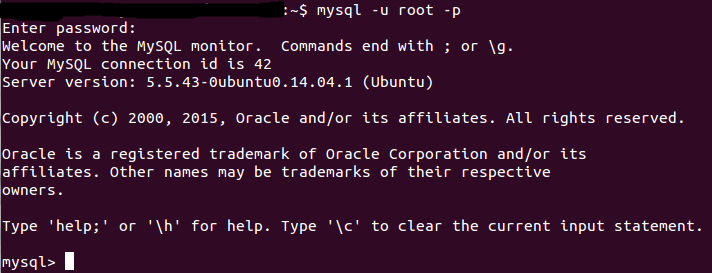 :~$ mysql -u root -p
Enter password:
Welcome to the MySQL monitor.  Commands end with ; or \g.
Your MySQL connection id is 42
Server version: 5.5.43-0ubuntu0.14.04.1 (Ubuntu)
Copyright (c) 2000, 2015, Oracle and/or its affiliates. All rights reserved.
Oracle is a registered trademark of Oracle Corporation and/or its
affiliates. Other names may be trademarks of their respective
owners.
Type 'help;' or '\h' for help. Type '\c' to clear the current input statement.
mysql>